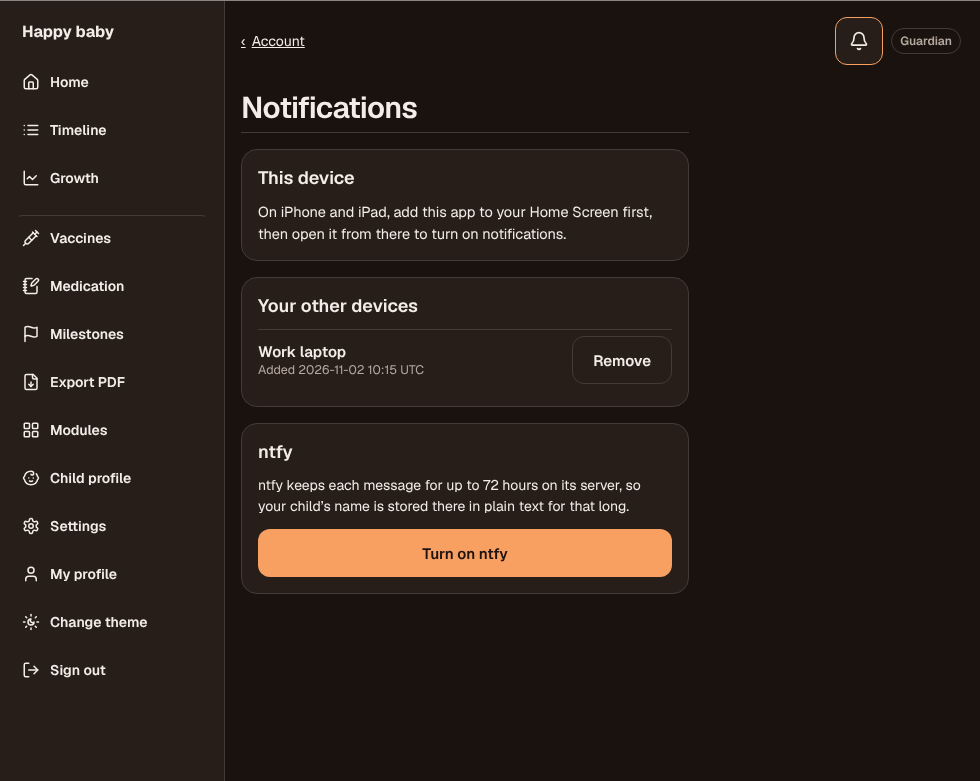 Happy baby
Home
Timeline
Growth
Vaccines
Medication
Milestones
Export PDF
Modules
Child profile
Settings
My profile
Change theme
Sign out
‹ Account
Guardian
Notifications
This device
On iPhone and iPad, add this app to your Home Screen first,
then open it from there to turn on notifications.
Your other devices
Work laptop
Added 2026-11-02 10:15 UTC
Remove
ntfy
ntfy keeps each message for up to 72 hours on its server, so
your child’s name is stored there in plain text for that long.
Turn on ntfy